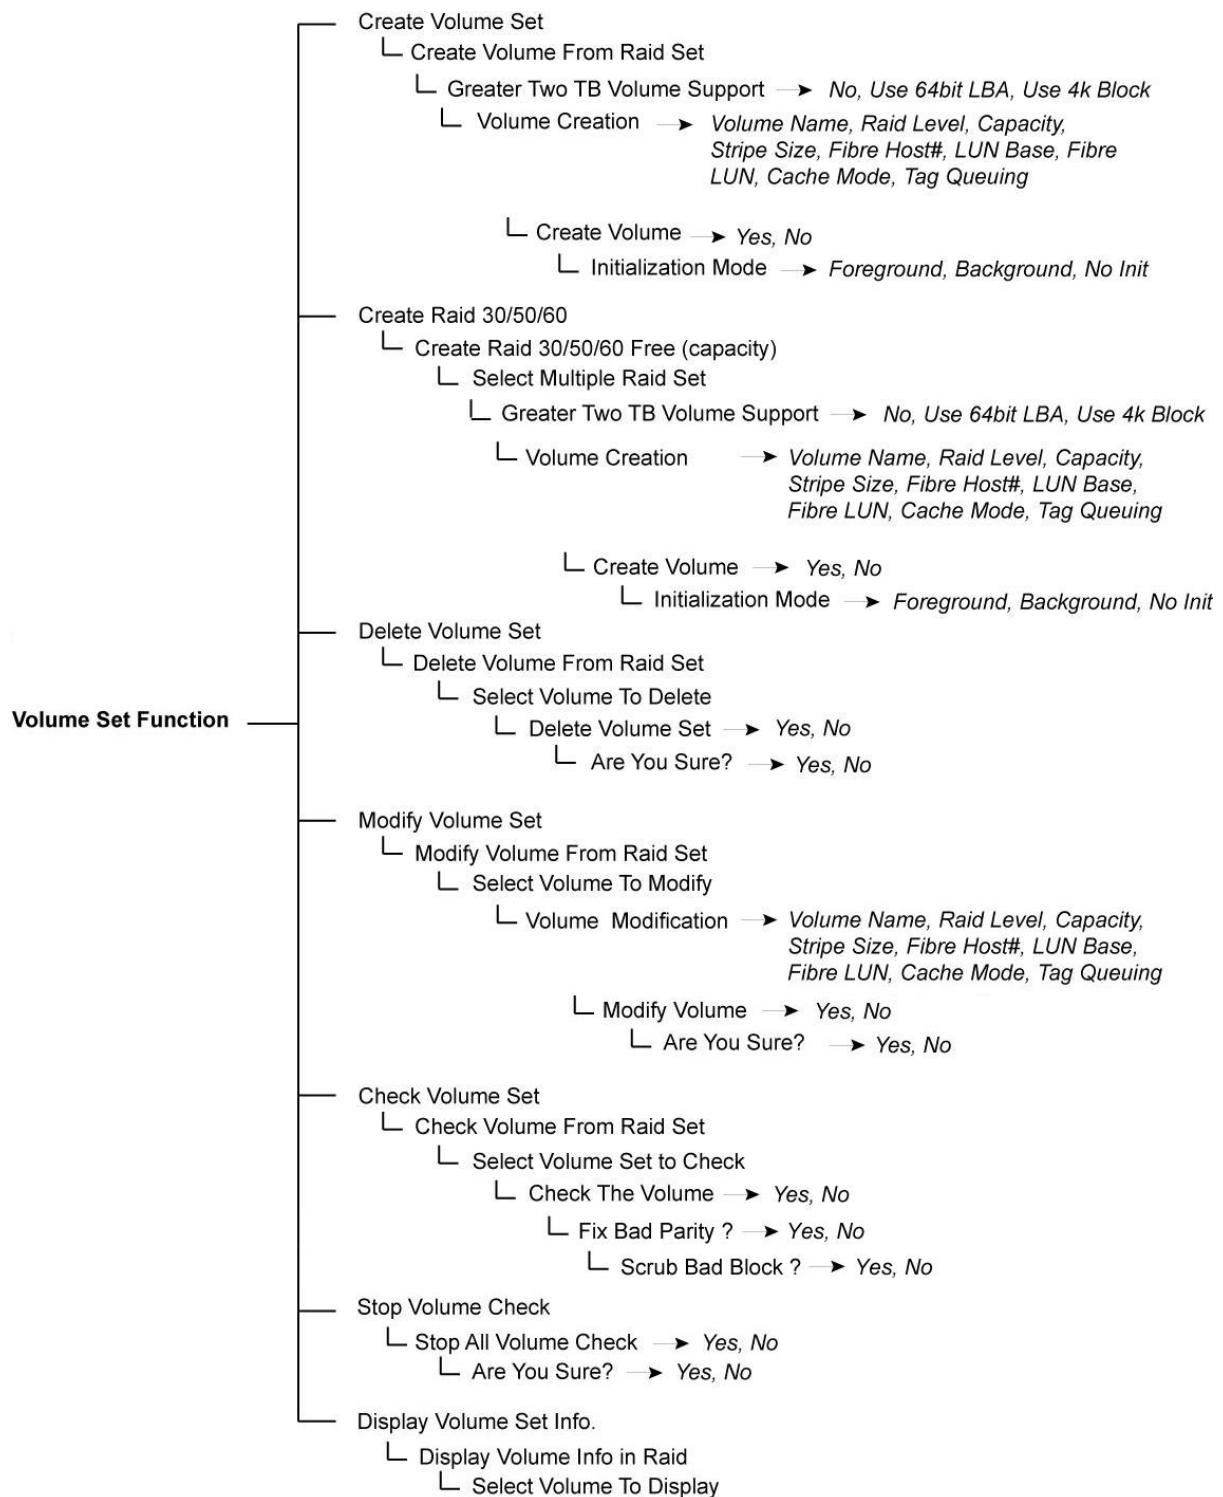 Create Volume Set
Create Volume From Raid Set
Greater Two TB Volume Support No, Use 64bit LBA, Use 4k Block
Volume Creation Volume Name, Raid Level, Capacity,
Stripe Size, Fibre Host#, LUN Base, Fibre
LUN, Cache Mode, Tag Queuing
Create Volume Yes, No
Initialization Mode Foreground, Background, No Init
Create Raid 30/50/60
Create Raid 30/50/60 Free (capacity)
Select Multiple Raid Set
Greater Two TB Volume Support No, Use 64bit LBA, Use 4k Block
Volume Creation Volume Name, Raid Level, Capacity,
Stripe Size, Fibre Host#, LUN Base,
Fibre LUN, Cache Mode, Tag Queuing
Create Volume Yes, No
Initialization Mode Foreground, Background, No Init
Delete Volume Set
Delete Volume From Raid Set
Select Volume To Delete
Volume Set Function
Delete Volume Set Yes, No
Are You Sure? Yes, No
Modify Volume Set
Modify Volume From Raid Set
Select Volume To Modify
Volume Modification Volume Name, Raid Level, Capacity,
Stripe Size, Fibre Host#, LUN Base,
Fibre LUN, Cache Mode, Tag Queuing
Modify Volume Yes, No
Are You Sure? Yes, No
Check Volume Set
Check Volume From Raid Set
Select Volume Set to Check
Check The Volume Yes, No
Fix Bad Parity ? Yes, No
Scrub Bad Block ? Yes, No
Stop Volume Check
Stop All Volume Check Yes, No
Are You Sure? Yes, No
Display Volume Set Info.
Display Volume Info in Raid
Select Volume To Display